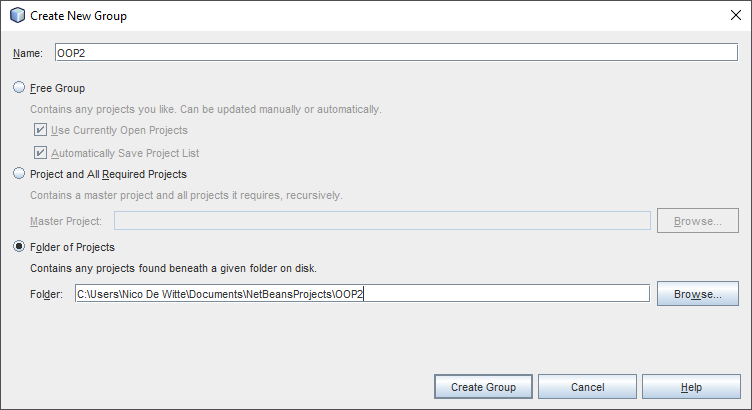 Create New Group
Name: OOP2
Free Group
Contains any projects you like. Can be updated manually or automatically.
Use Currently Open Projects
Automatically Save Project List
Project and All Required Projects
Contains a master project and all projects it requires, recursively.
Master Project: Browse...
Folder of Projects
Contains any projects found beneath a given folder on disk.
Folder: C:\Users\Nico De Witte\Documents\NetBeansProjects\OOP2 Browse...
Create Group Cancel Help